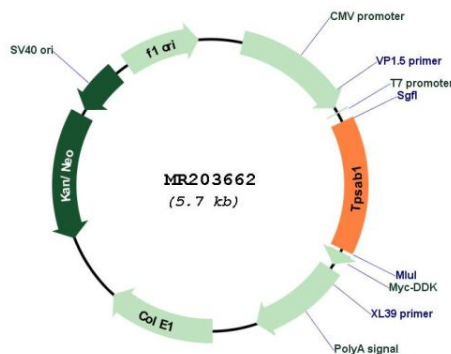 CMV promoter
VP1.5 primer
T7 promoter
SgfI
Tpsab1
MluI
Myc-DDK
XL39 primer
PolyA signal
Col E1
Kan/Neo
SV40 ori
f1 ori
MR203662
(5.7 kb)